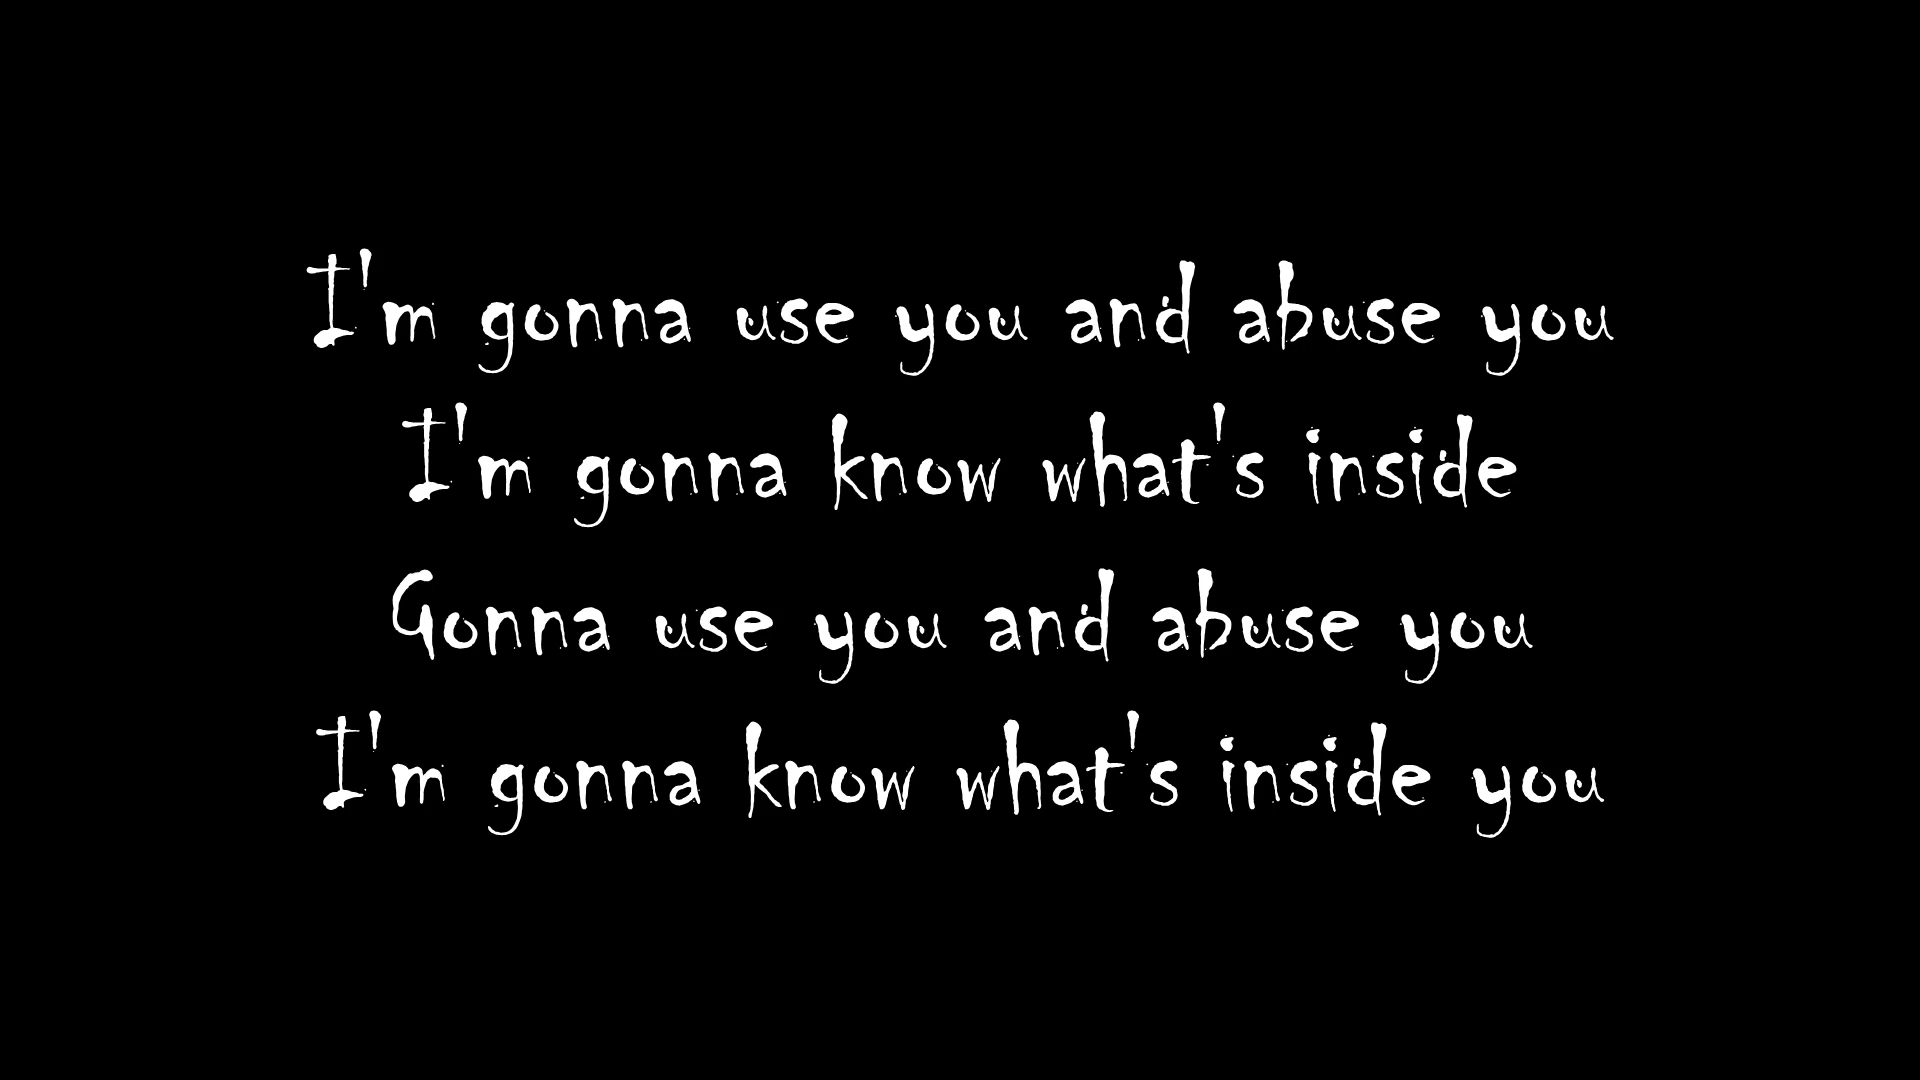 I'm gonna use you and abuse you
I'm gonna know what's inside
Gonna use you and abuse you
I'm gonna know what's inside you